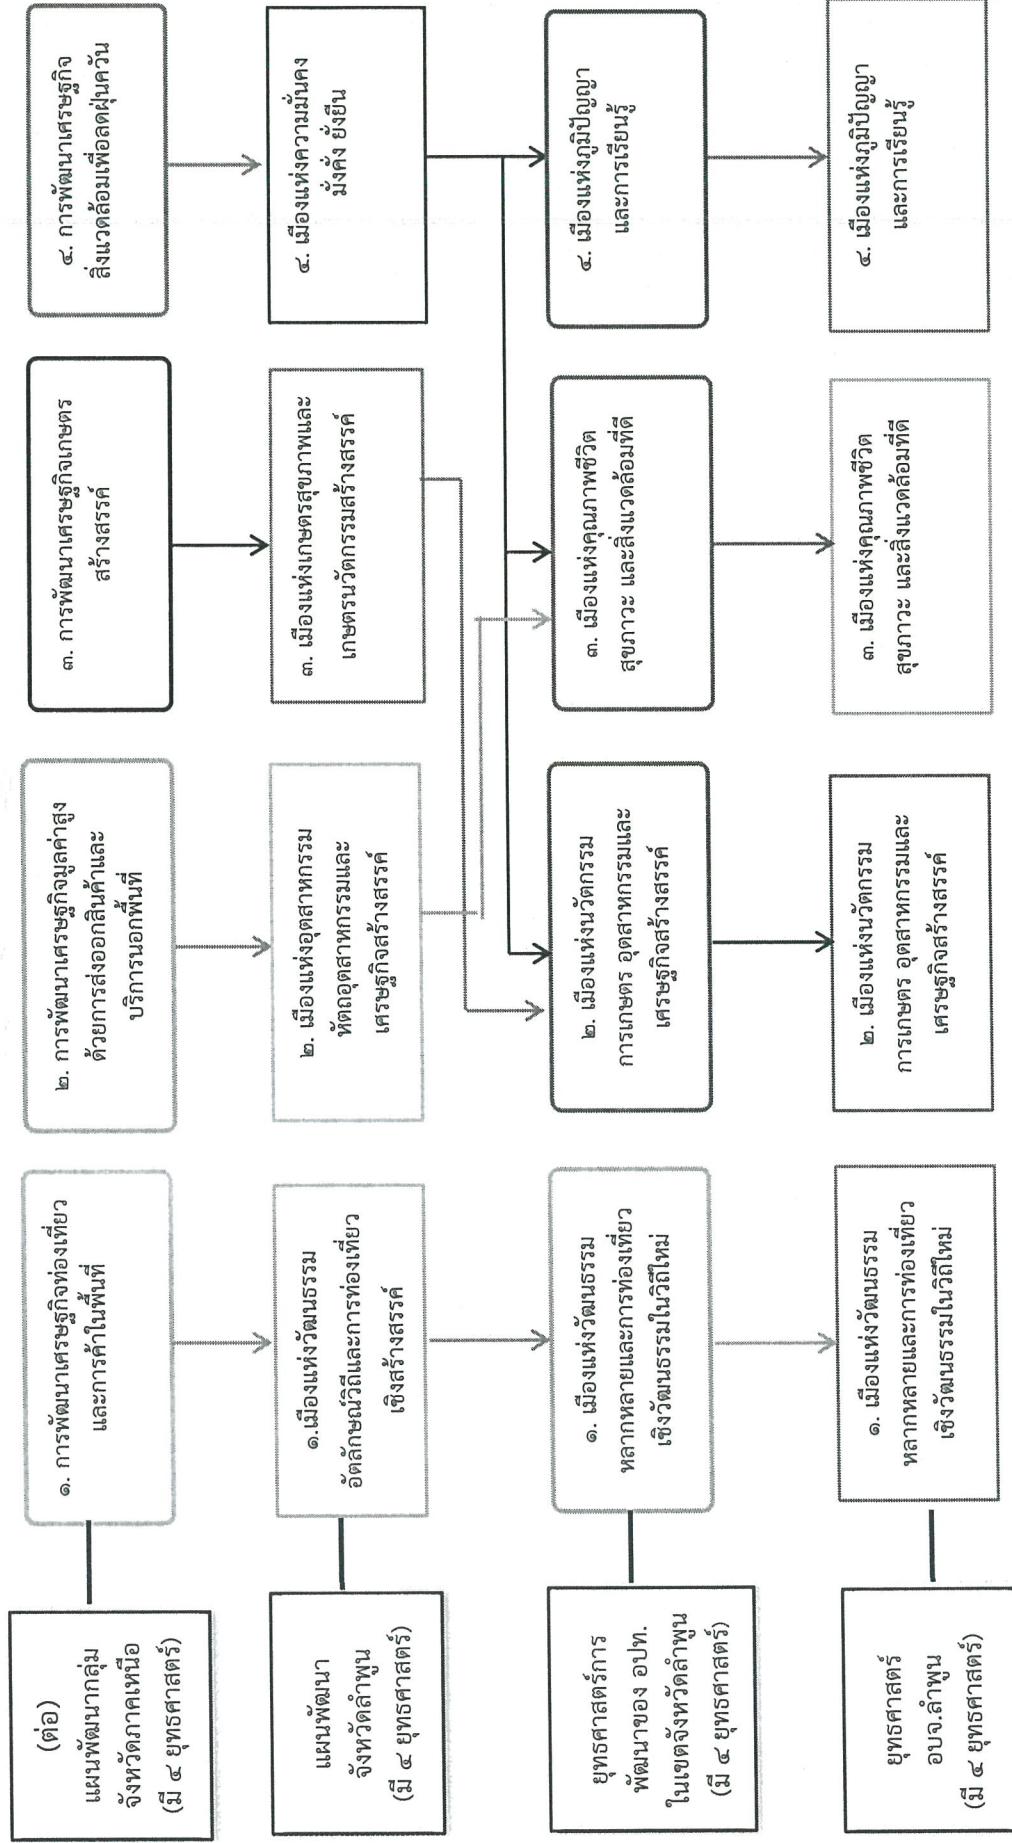 (ต่อ)
แผนพัฒนากลุ่ม
จังหวัดภาคเหนือ
(มี ๔ ยุทธศาสตร์)
๑. การพัฒนาเศรษฐกิจท่องเที่ยว
และการค้าในพื้นที่
๒. การพัฒนาเศรษฐกิจมูลค่าสูง
ด้วยการส่งออกสินค้าและ
บริการนอกพื้นที่
๓. การพัฒนาเศรษฐกิจเกษตร
สร้างสรรค์
๔. การพัฒนาเศรษฐกิจ
สิ่งแวดล้อมเพื่อลดฝุ่นควัน
แผนพัฒนา
จังหวัดลำพูน
(มี ๔ ยุทธศาสตร์)
๑.เมืองแห่งวัฒนธรรม
อัตลักษณ์วิถีและการท่องเที่ยว
เชิงสร้างสรรค์
๒. เมืองแห่งอุตสาหกรรม
หัตถอุตสาหกรรมและ
เศรษฐกิจสร้างสรรค์
๓. เมืองแห่งเกษตรสุขภาพและ
เกษตรนวัตกรรมสร้างสรรค์
๔. เมืองแห่งความมั่นคง
มั่งคั่ง ยั่งยืน
ยุทธศาสตร์การ
พัฒนาของ อปท.
ในเขตจังหวัดลำพูน
(มี ๔ ยุทธศาสตร์)
๑. เมืองแห่งวัฒนธรรม
หลากหลายและการท่องเที่ยว
เชิงวัฒนธรรมในวิถีใหม่
๒. เมืองแห่งนวัตกรรม
การเกษตร อุตสาหกรรมและ
เศรษฐกิจสร้างสรรค์
๓. เมืองแห่งคุณภาพชีวิต
สุขภาวะ และสิ่งแวดล้อมที่ดี
๔. เมืองแห่งภูมิปัญญา
และการเรียนรู้
ยุทธศาสตร์
อบจ.ลำพูน
(มี ๔ ยุทธศาสตร์)
๑. เมืองแห่งวัฒนธรรม
หลากหลายและการท่องเที่ยว
เชิงวัฒนธรรมในวิถีใหม่
๒. เมืองแห่งนวัตกรรม
การเกษตร อุตสาหกรรมและ
เศรษฐกิจสร้างสรรค์
๓. เมืองแห่งคุณภาพชีวิต
สุขภาวะ และสิ่งแวดล้อมที่ดี
๔. เมืองแห่งภูมิปัญญา
และการเรียนรู้